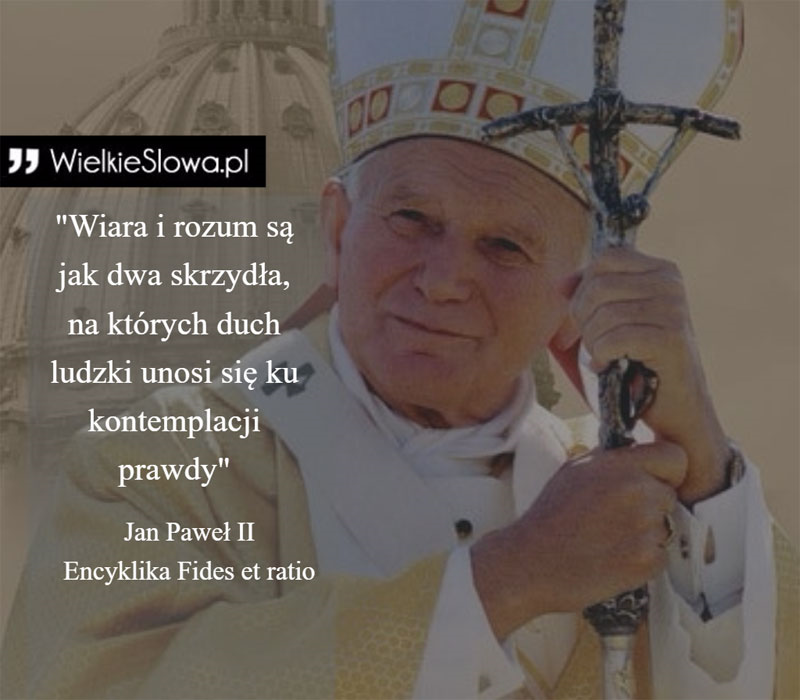 WielkieSlowa.pl
"Wiara i rozum są
jak dwa skrzydła,
na których duch
ludzki unosi się ku
kontemplacji
prawdy"
Jan Paweł II
Encyklika Fides et ratio